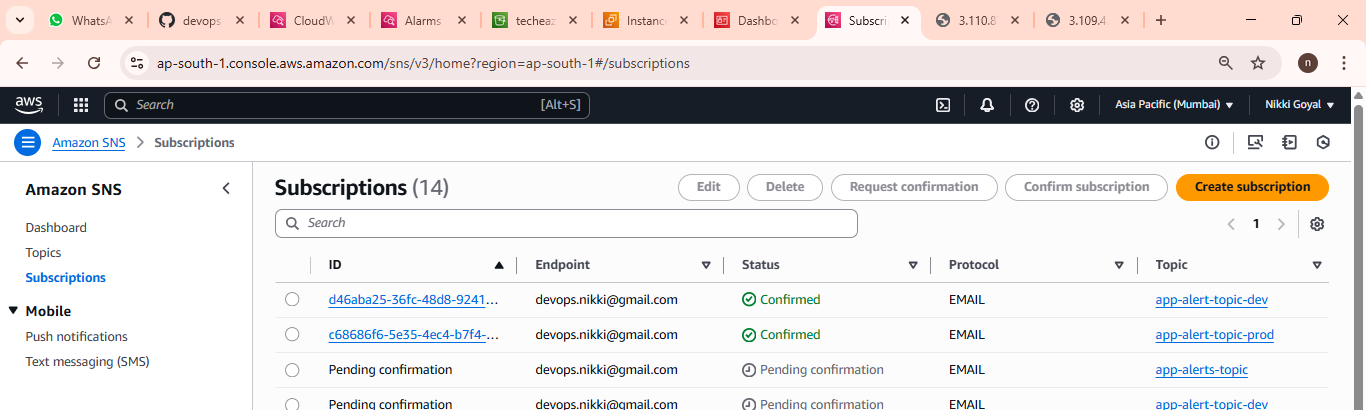 WhatsA
devops
CloudW
Alarms
techeaz
Instanc
Dashbo
Subscri
3.110.8
3.109.4
ap-south-1.console.aws.amazon.com/sns/v3/home?region=ap-south-1#/subscriptions
n
aws
Search
[Alt+S]
Asia Pacific (Mumbai)
Nikki Goyal
Amazon SNS
Subscriptions
Amazon SNS
Dashboard
Topics
Subscriptions
Mobile
Push notifications
Text messaging (SMS)
Subscriptions (14)
Edit
Delete
Request confirmation
Confirm subscription
Create subscription
Search
1
ID Endpoint Status Protocol Topic
d46aba25-36fc-48d8-9241... devops.nikki@gmail.com Confirmed EMAIL app-alert-topic-dev
c68686f6-5e35-4ec4-b7f4-... devops.nikki@gmail.com Confirmed EMAIL app-alert-topic-prod
Pending confirmation devops.nikki@gmail.com Pending confirmation EMAIL app-alerts-topic
Pending confirmation devops.nikki@gmail.com Pending confirmation EMAIL app-alert-topic-dev